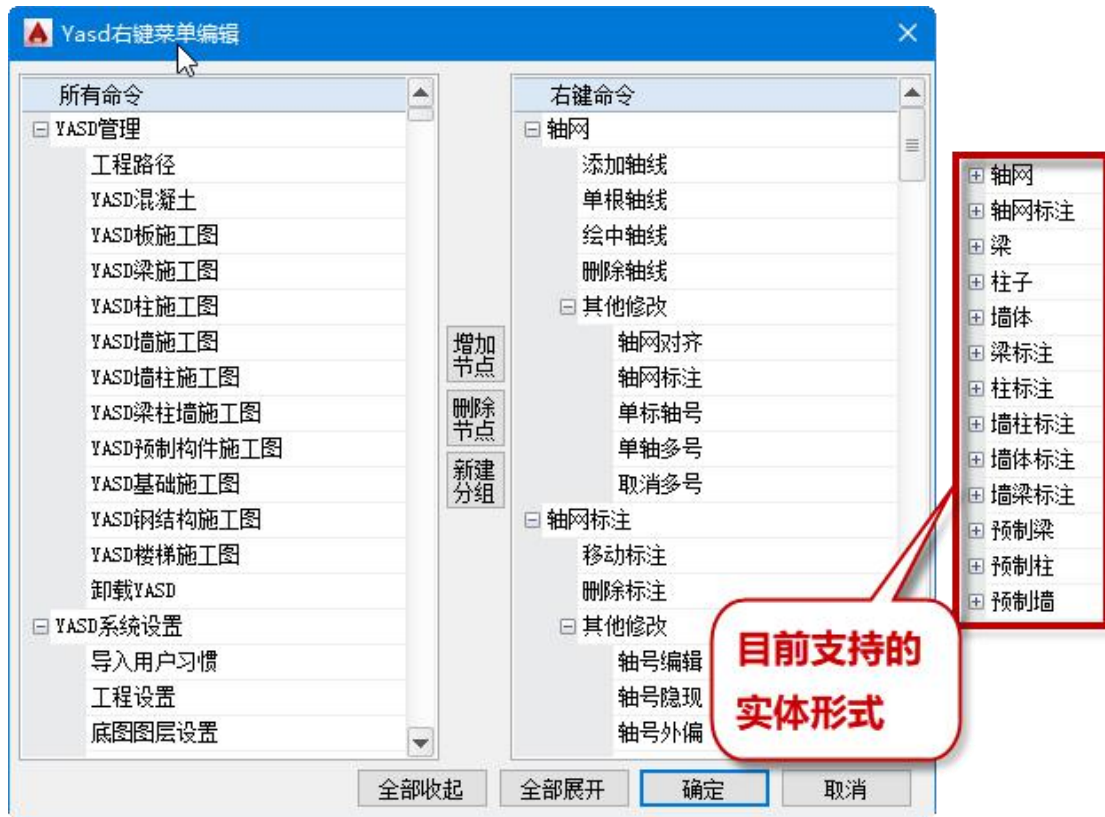 Yasd右键菜单编辑
所有命令
YASD管理
工程路径
YASD混凝土
YASD板施工图
YASD梁施工图
YASD柱施工图
YASD墙施工图
YASD墙柱施工图
YASD梁柱墙施工图
YASD预制构件施工图
YASD基础施工图
YASD钢结构施工图
YASD楼梯施工图
卸载YASD
YASD系统设置
导入用户习惯
工程设置
底图图层设置
增加
节点
删除
节点
新建
分组
右键命令
轴网
添加轴线
单根轴线
绘中轴线
删除轴线
其他修改
轴网对齐
轴网标注
单标轴号
单轴多号
取消多号
轴网标注
移动标注
删除标注
其他修改
轴号编辑
轴号隐现
轴号外偏
全部收起
全部展开
确定
取消
轴网
轴网标注
梁
柱子
墙体
梁标注
柱标注
墙柱标注
墙体标注
墙梁标注
预制梁
预制柱
预制墙
目前支持的
实体形式